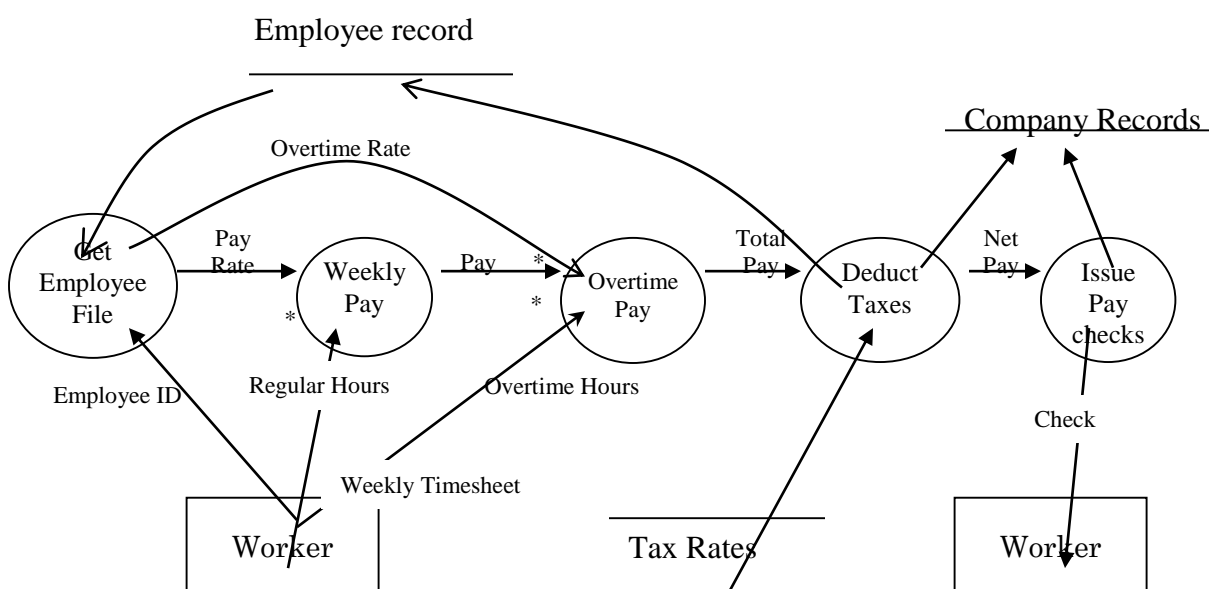 Employee record
Company Records
Overtime Rate
Pay
Rate
Total
Pay
Net
Pay
Get
Employee
File
Weekly
Pay
Pay
*
*
*
Overtime
Pay
Deduct
Taxes
Issue
Pay
checks
Employee ID
Regular Hours
Overtime Hours
Check
Weekly Timesheet
Worker
Tax Rates
Worker